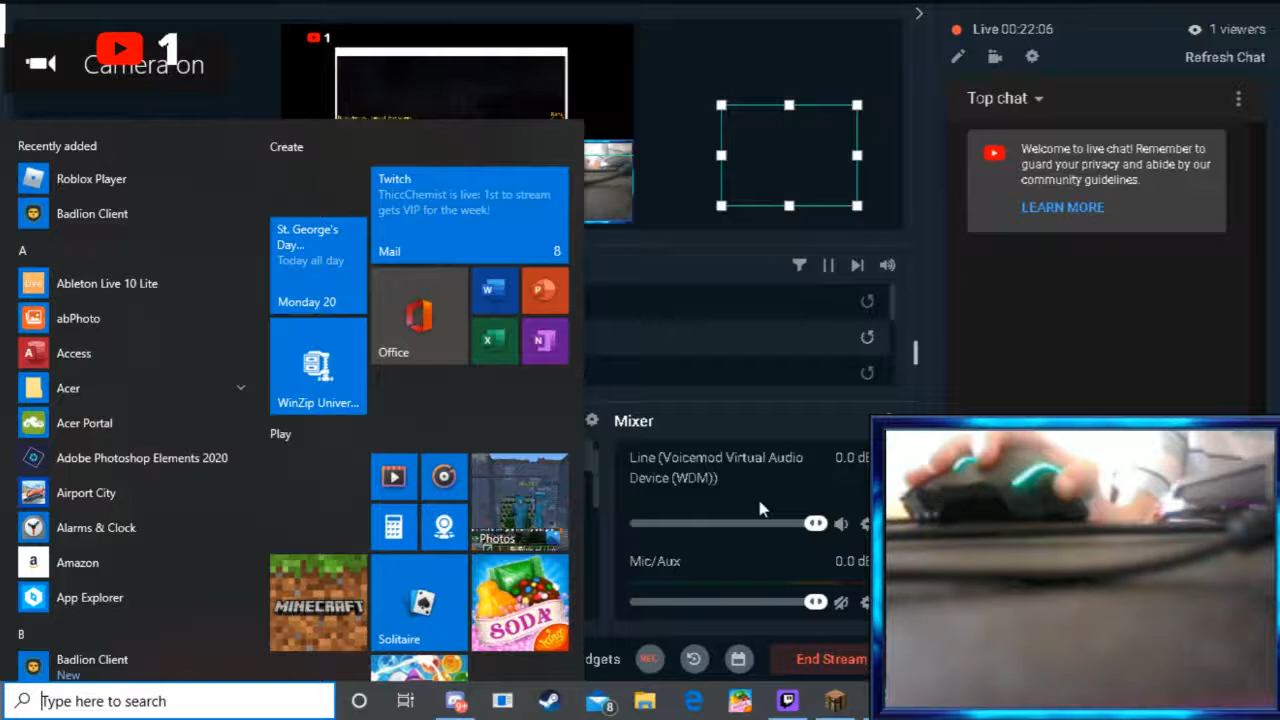 1
Camera on
1
Live 00:22:06
1 viewers
Refresh Chat
Top chat
Welcome to live chat! Remember to
guard your privacy and abide by our
community guidelines.
LEARN MORE
Recently added
Roblox Player
Badlion Client
A
Ableton Live 10 Lite
abPhoto
Access
Acer
Acer Portal
Adobe Photoshop Elements 2020
Airport City
Alarms & Clock
Amazon
App Explorer
B
Badlion Client
New
Create
St. George's
Day...
Today all day
Monday 20
Twitch
ThiccChemist is live: 1st to stream
gets VIP for the week!
Mail
8
Office
WinZip Univer...
Play
Photos
MINECRAFT
Solitaire
SODA
King
Mixer
Line (Voicemod Virtual Audio
Device (WDM))
0.0 dB
Mic/Aux
0.0 dB
dgets
REC
End Stream
Type here to search
9+
8